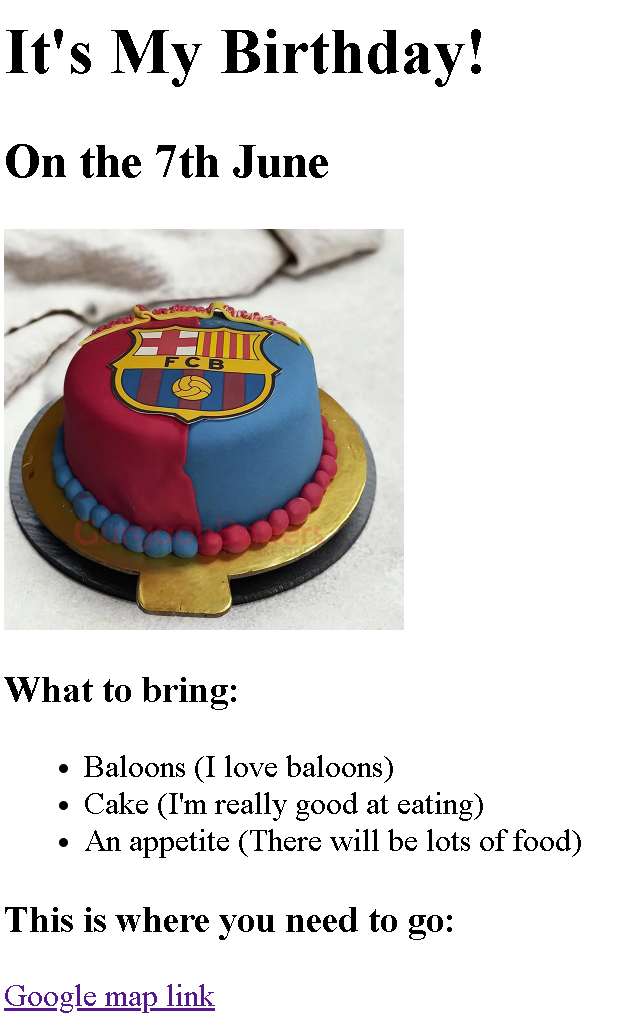 It's My Birthday!
On the 7th June
FCB
What to bring:
Baloons (I love baloons)
Cake (I'm really good at eating)
An appetite (There will be lots of food)
This is where you need to go:
Google map link